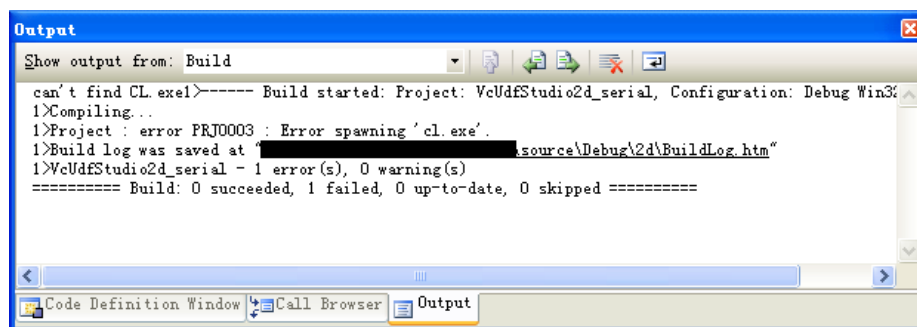 Output
Show output from: Build
can't find CL.exe1>------ Build started: Project: VcUdfStudio2d_serial, Configuration: Debug Win32
1>Compiling...
1>Project : error PRJ0003 : Error spawning 'cl.exe'.
1>Build log was saved at "\source\Debug\2d\BuildLog.htm"
1>VcUdfStudio2d_serial - 1 error(s), 0 warning(s)
========== Build: 0 succeeded, 1 failed, 0 up-to-date, 0 skipped ==========
Code Definition Window Call Browser Output